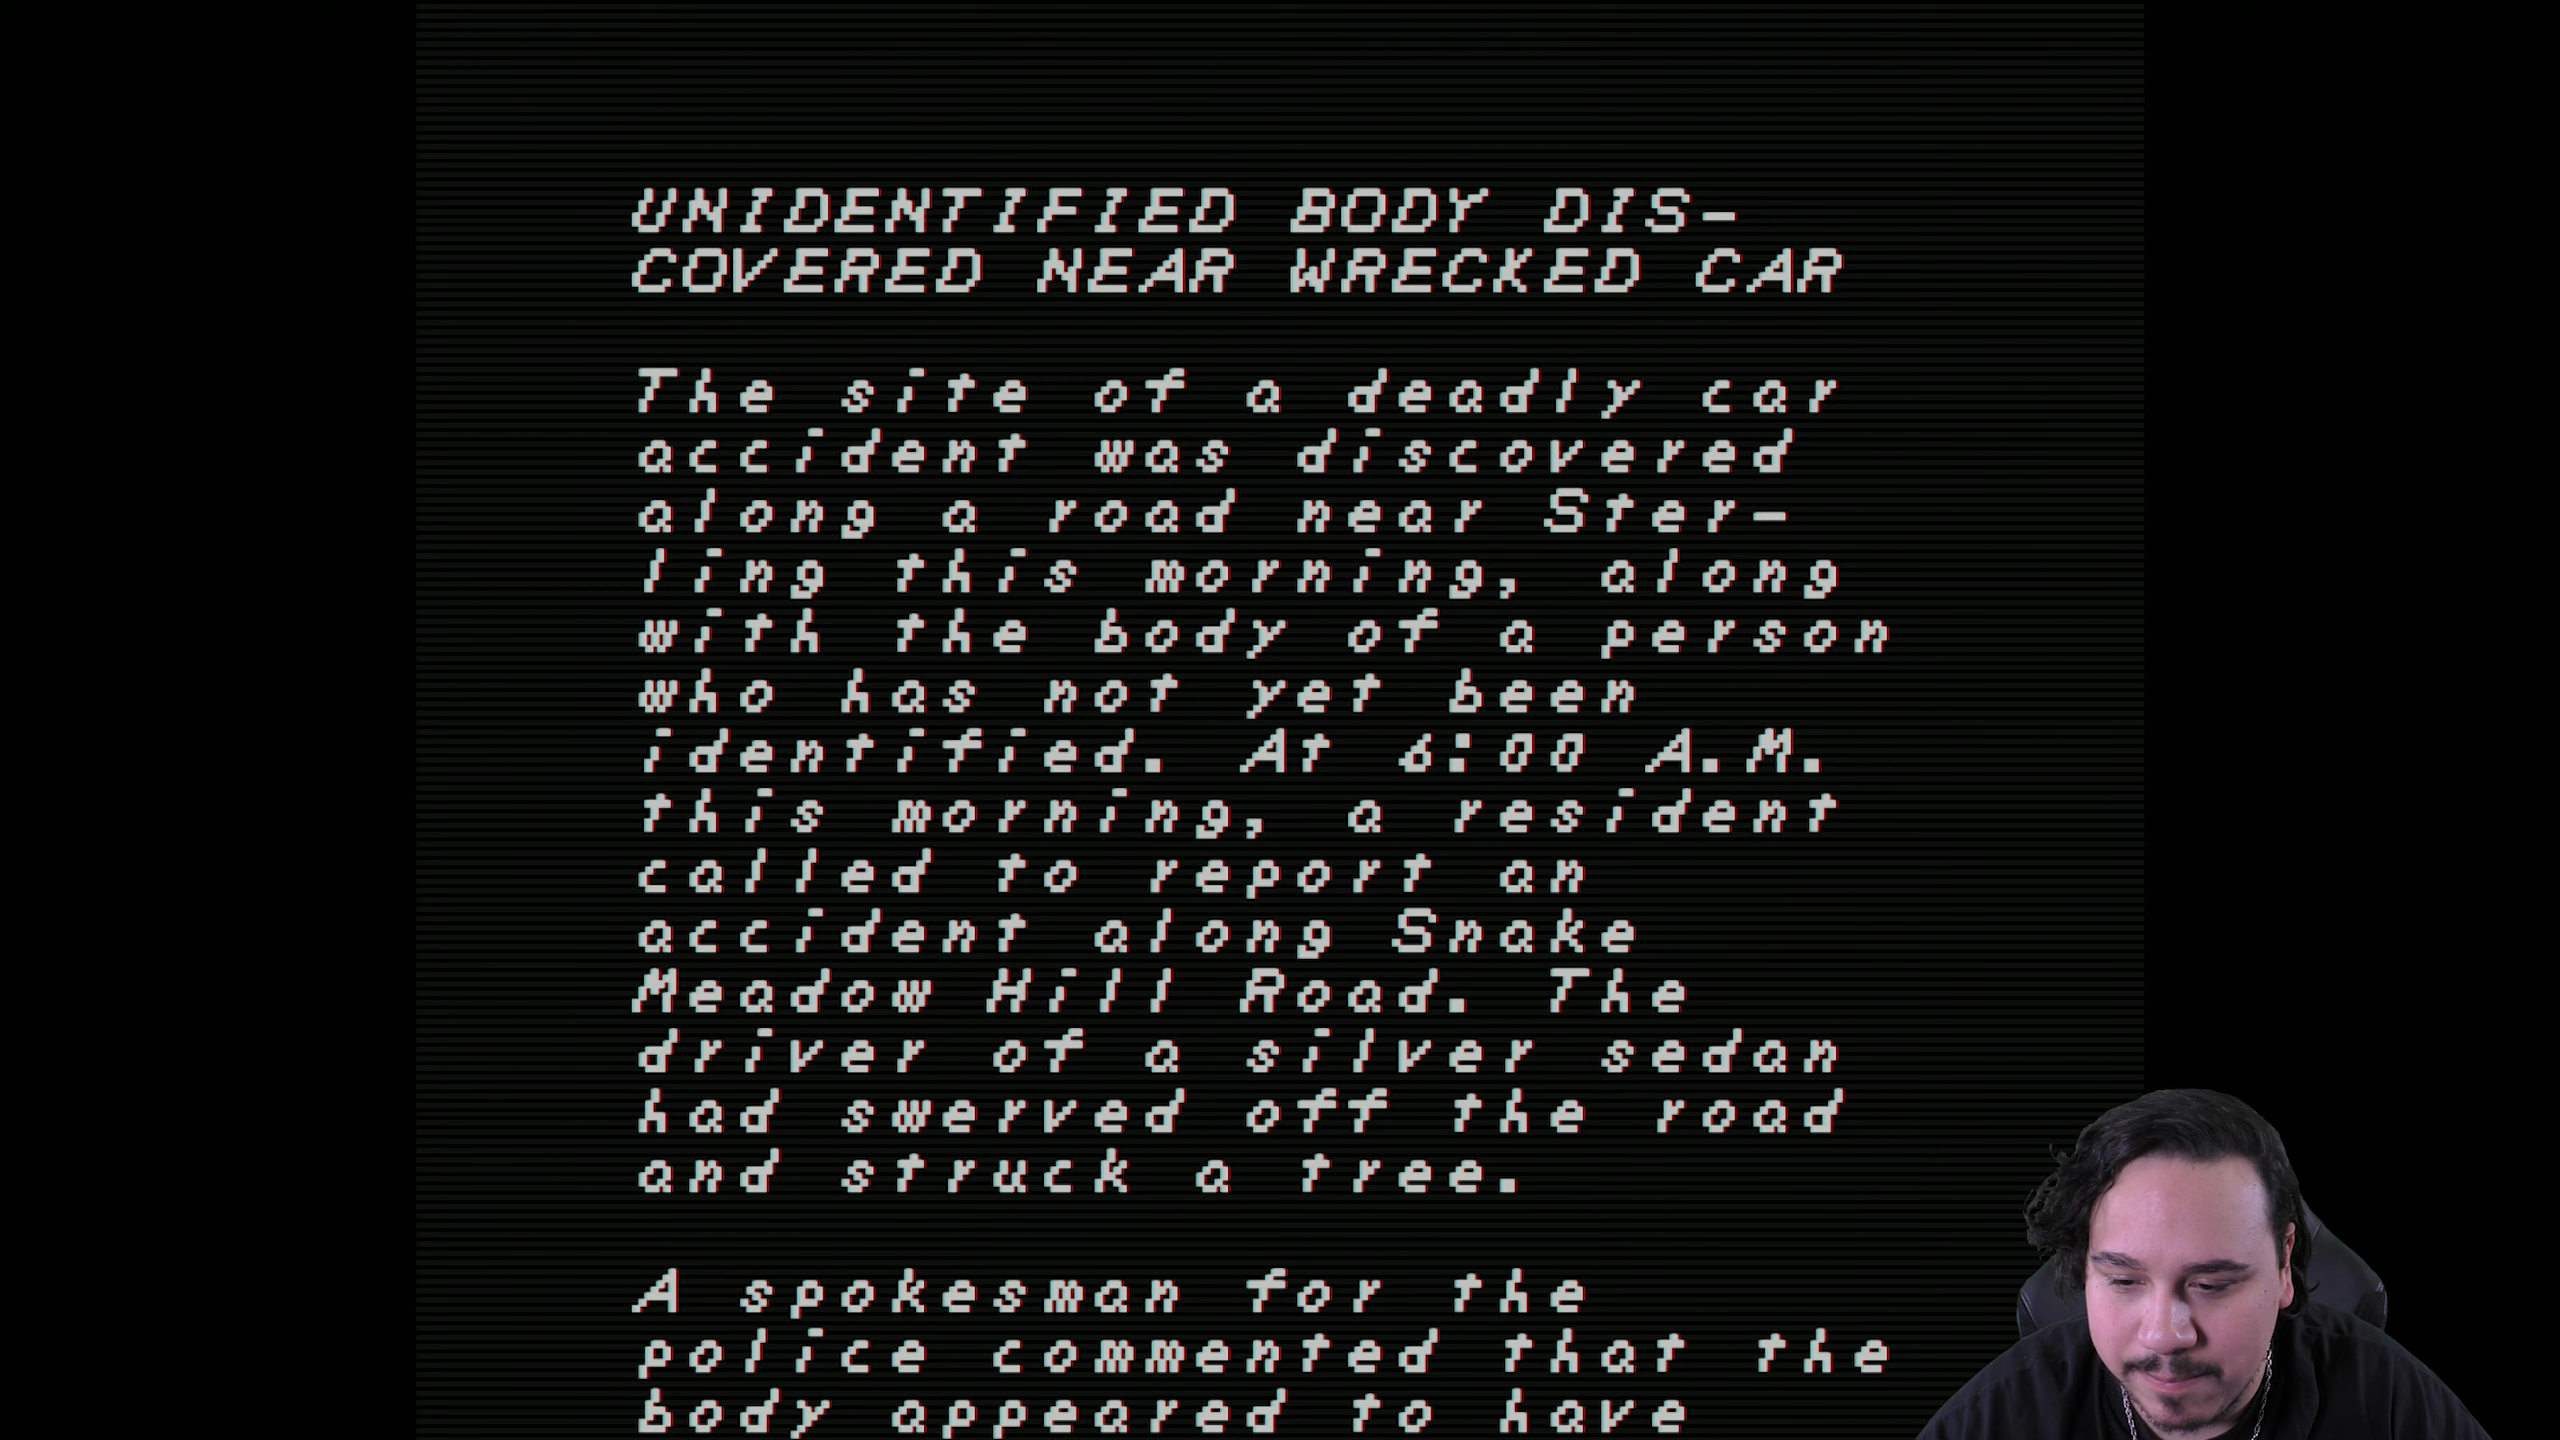 UNIDENTIFIED BODY DIS-
COVERED NEAR WRECKED CAR
The site of a deadly car
accident was discovered
along a road near Ster-
ling this morning, along
with the body of a person
who has not yet been
identified. At 6:00 A.M.
this morning, a resident
called to report an
accident along Snake
Meadow Hill Road. The
driver of a silver sedan
had swerved off the road
and struck a tree.
A spokesman for the
police commented that the
body appeared to have